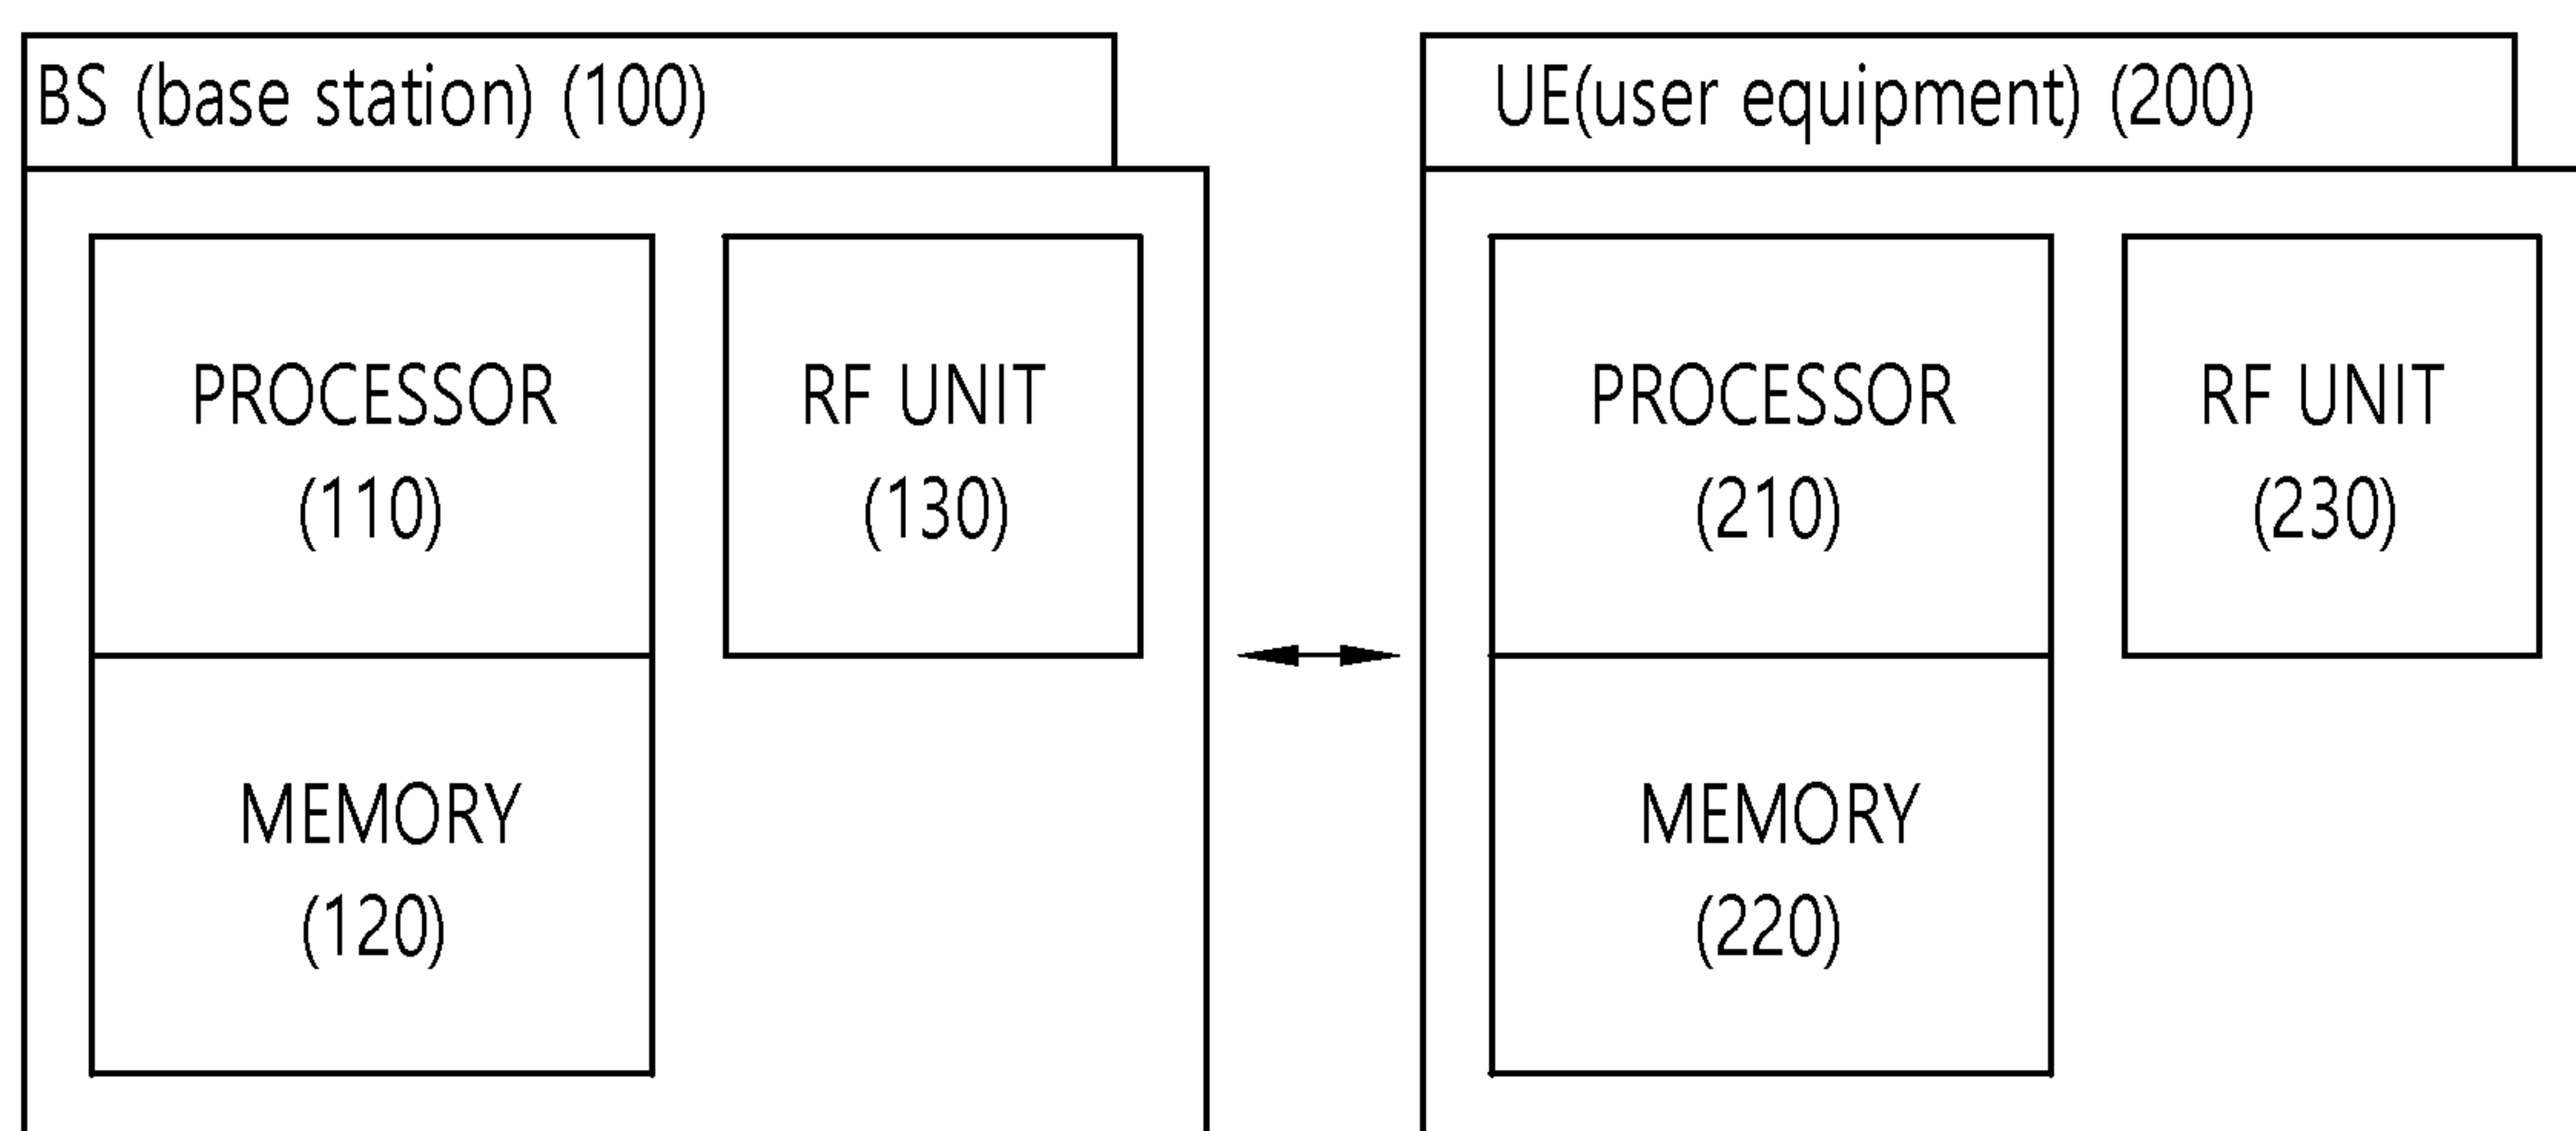 BS (base station) (100)
PROCESSOR
(110)
RF UNIT
(130)
MEMORY
(120)
UE(user equipment) (200)
PROCESSOR
(210)
RF UNIT
(230)
MEMORY
(220)